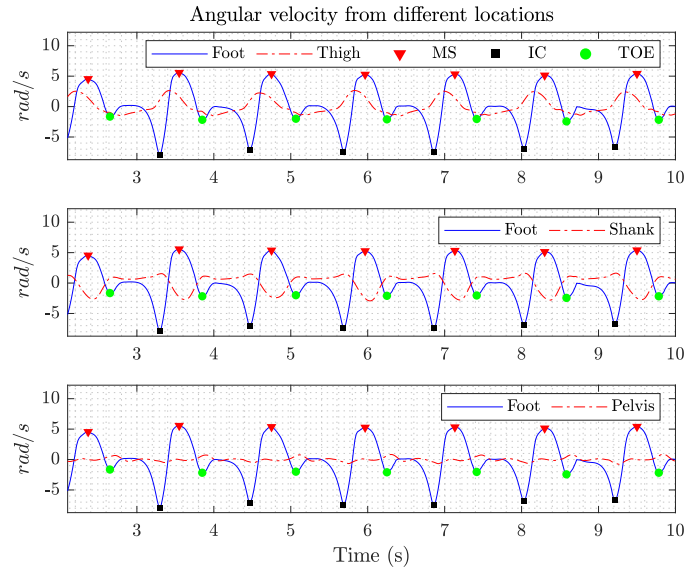 Angular velocity from different locations
Foot Thigh MS IC TOE
10
5
0
-5
rad/s
3 4 5 6 7 8 9 10
Foot Shank
10
5
0
-5
rad/s
3 4 5 6 7 8 9 10
Foot Pelvis
10
5
0
-5
rad/s
3 4 5 6 7 8 9 10
Time (s)